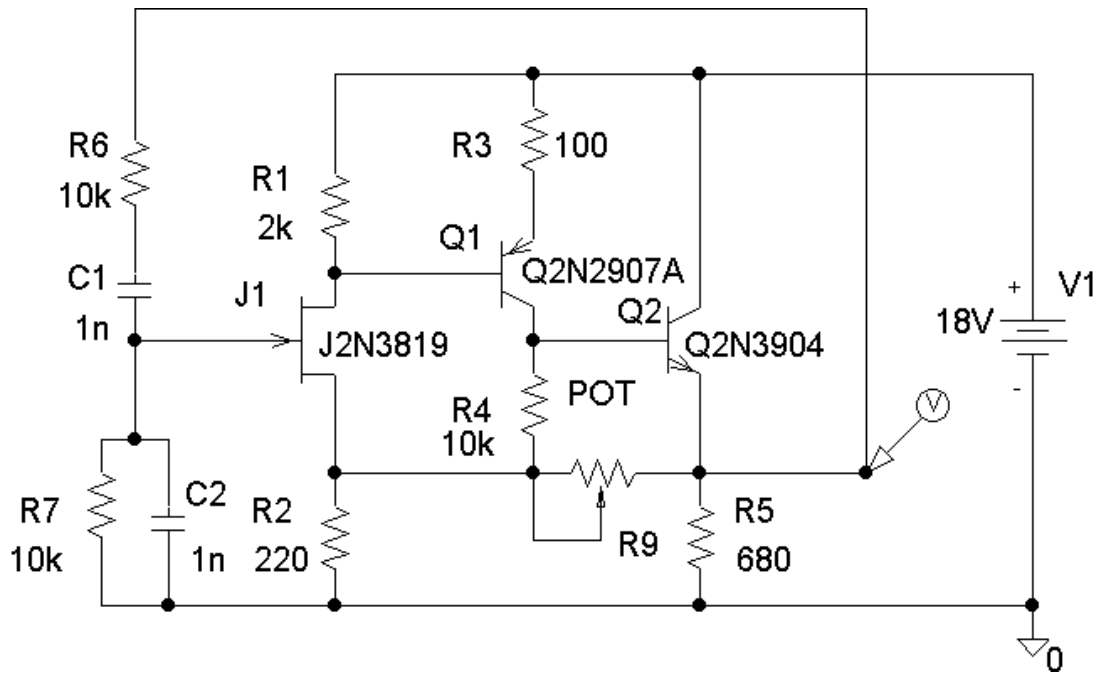 R6
10k
R1
2k
R3
100
C1
1n
J1
J2N3819
Q1
Q2N2907A
Q2
Q2N3904
+
V1
18V
-
R4
10k
POT
V
R7
10k
C2
1n
R2
220
R9
R5
680
0